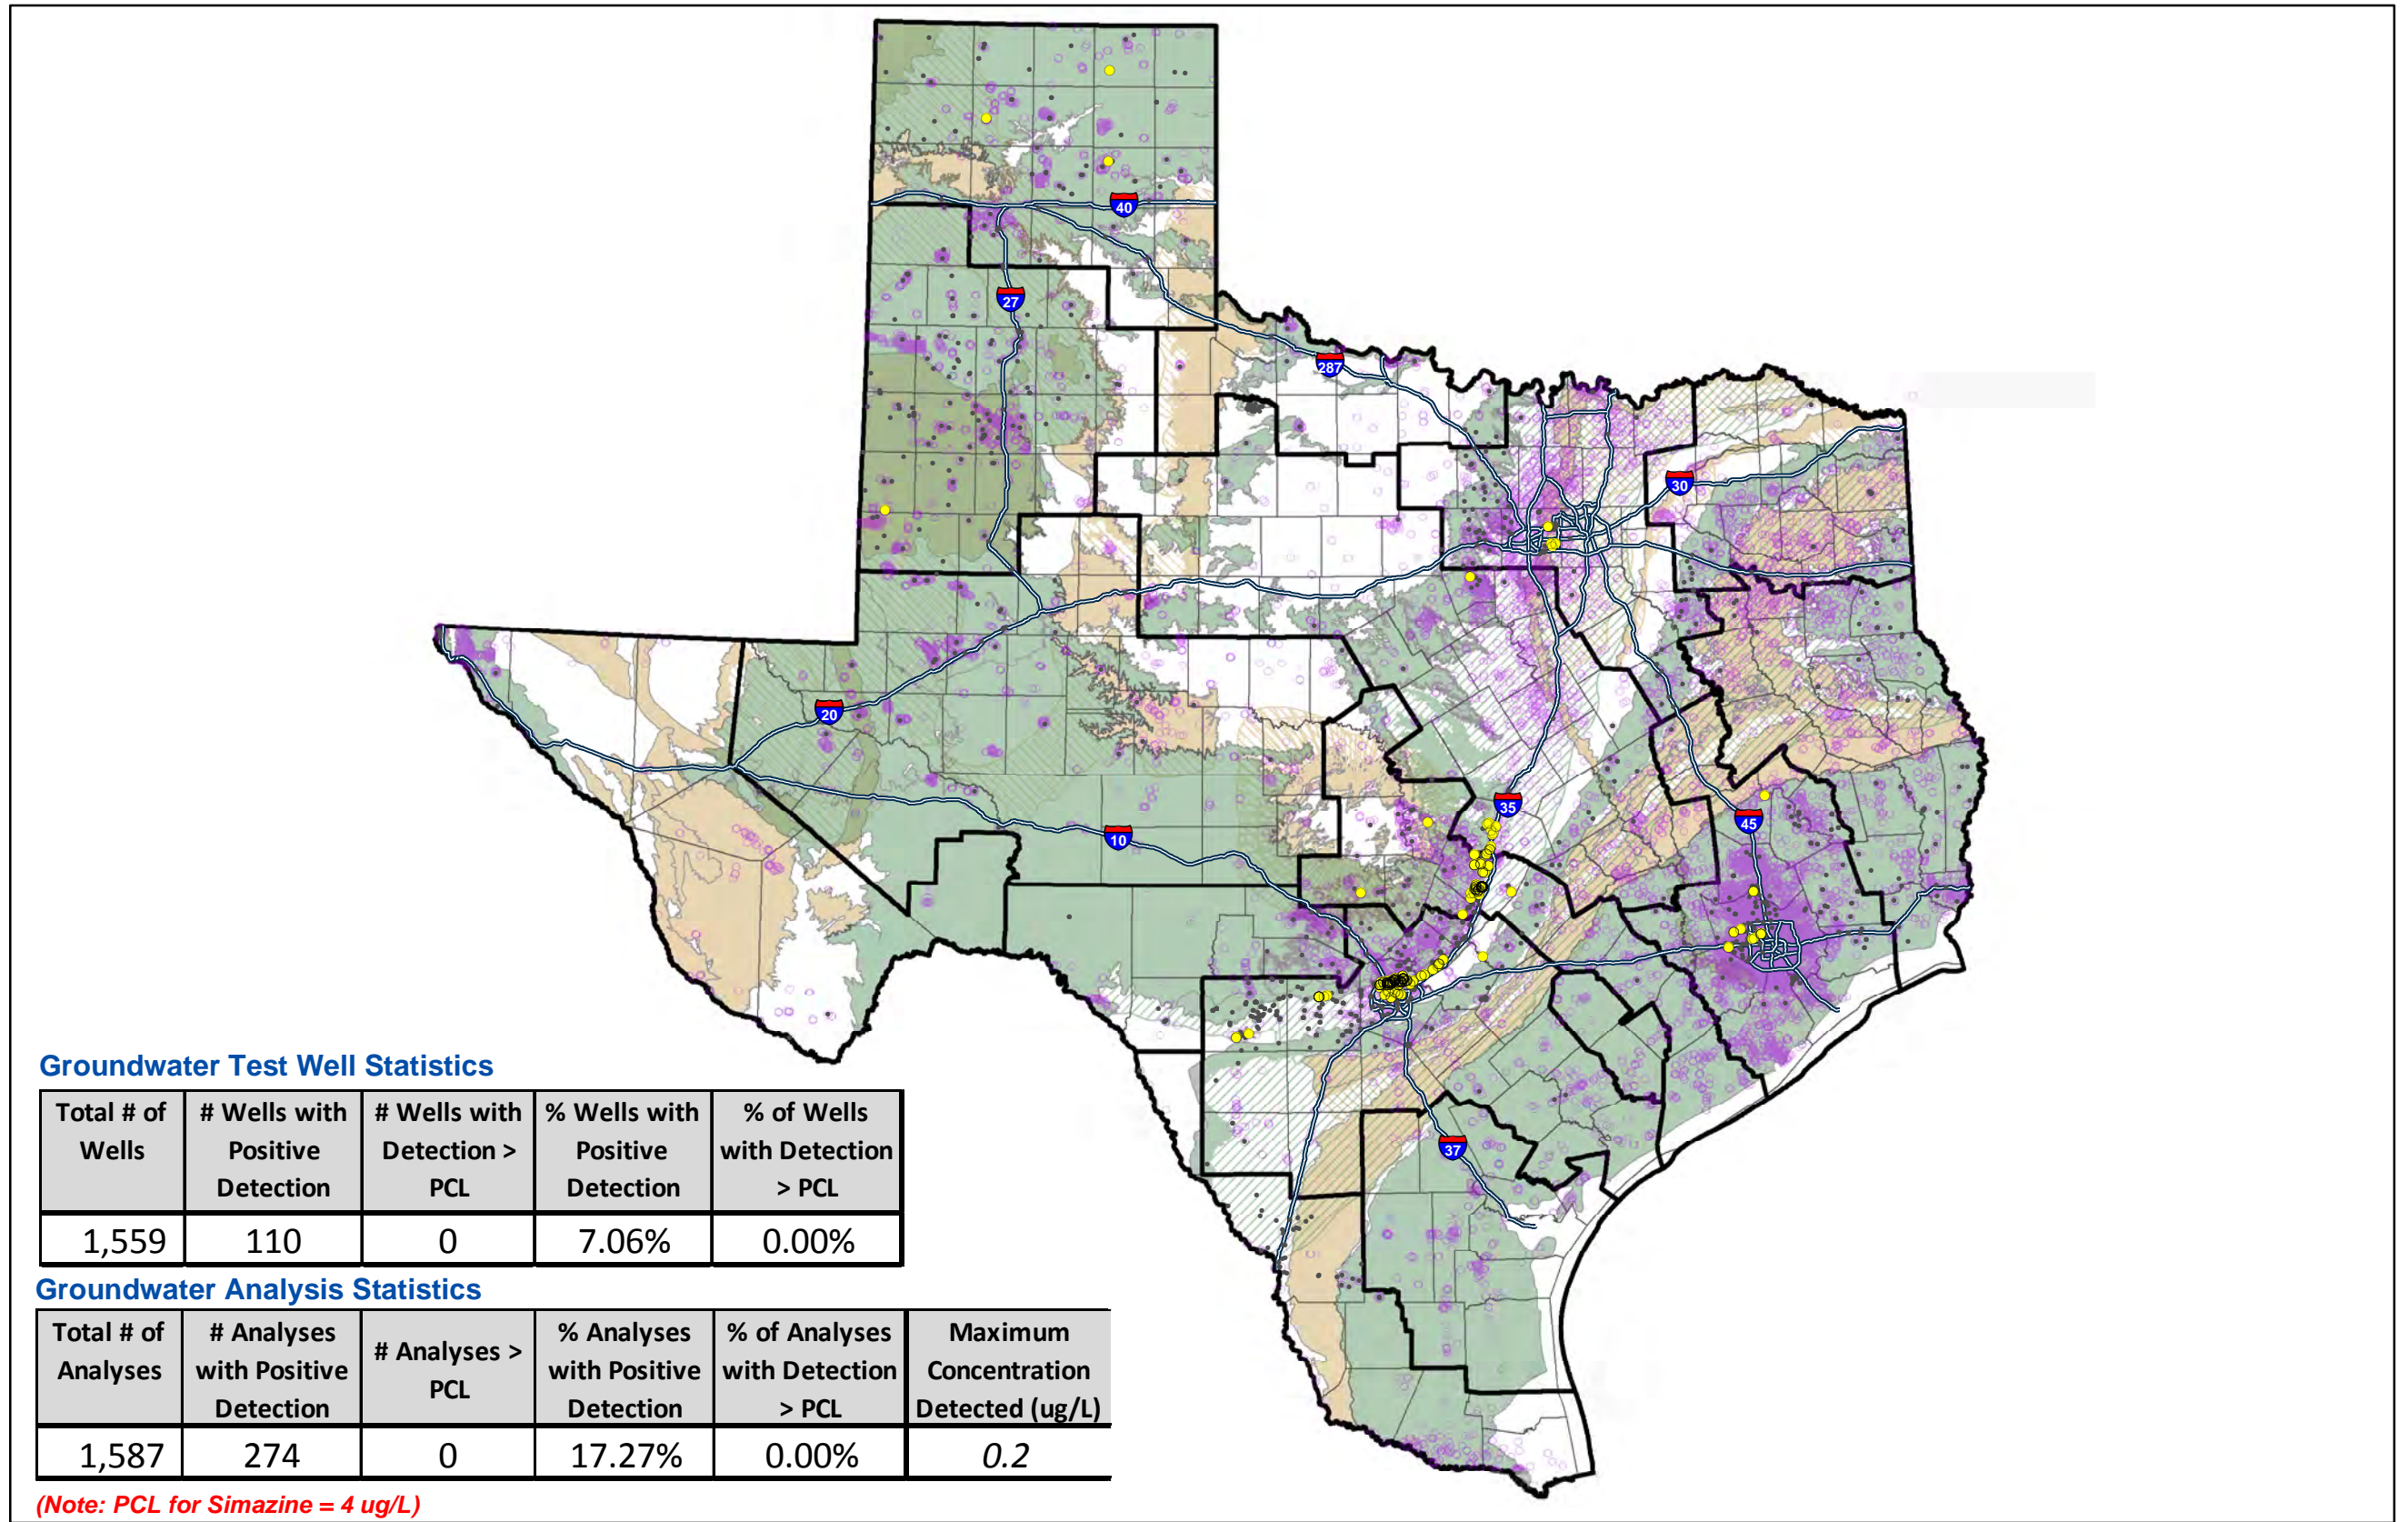 40
27
287
30
20
35
10
45
37
Groundwater Test Well Statistics
Total # of Wells | # Wells with Positive Detection | # Wells with Detection > PCL | % Wells with Positive Detection | % of Wells with Detection > PCL
1,559 | 110 | 0 | 7.06% | 0.00%
Groundwater Analysis Statistics
Total # of Analyses | # Analyses with Positive Detection | # Analyses > PCL | % Analyses with Positive Detection | % of Analyses with Detection > PCL | Maximum Concentration Detected (ug/L)
1,587 | 274 | 0 | 17.27% | 0.00% | 0.2
(Note: PCL for Simazine = 4 ug/L)